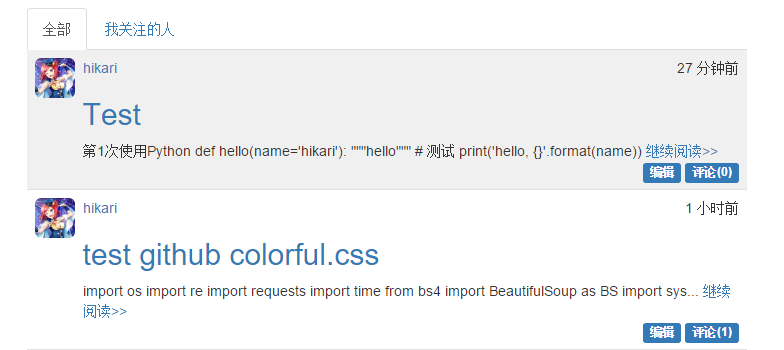 全部 我关注的人
hikari 27 分钟前
Test
第1次使用Python def hello(name='hikari'): """hello""" # 测试 print('hello, {}'.format(name)) 继续阅读>>
编辑 评论(0)
hikari 1 小时前
test github colorful.css
import os import re import requests import time from bs4 import BeautifulSoup as BS import sys... 继续
阅读>>
编辑 评论(1)